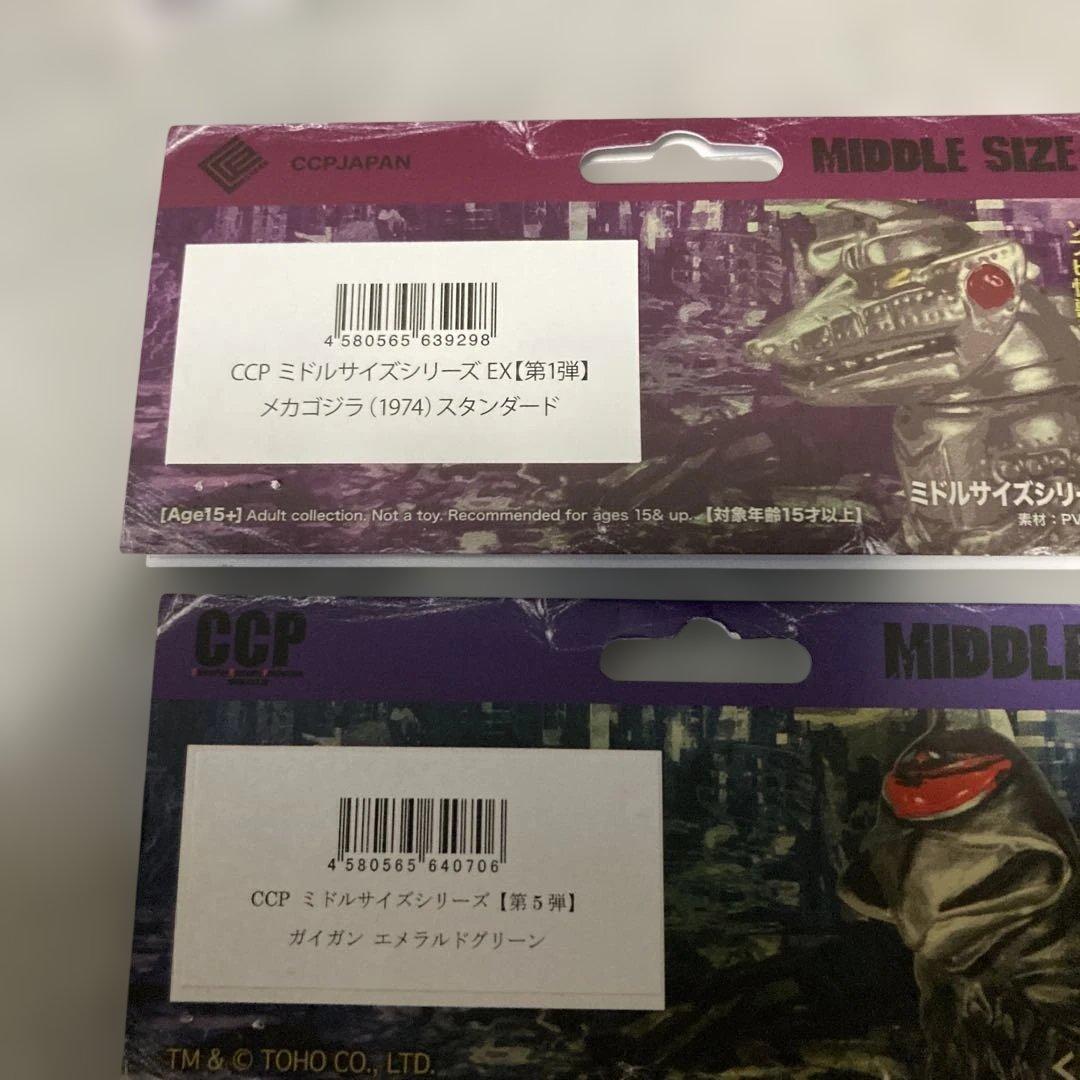 CCPJAPAN
MIDDLE SIZE
4 580565 639298
CCP ミドルサイズシリーズ EX【第1弾】
メカゴジラ（1974）スタンダード
ミドルサイズシリ
素材：PV
[Age15+] Adult collection. Not a toy. Recommended for ages 15& up. 【対象年齢15才以上】
CCP
MIDDLE
4 580565 640706
CCP ミドルサイズシリーズ【第5弾】
ガイガン エメラルドグリーン
TM & © TOHO CO., LTD.